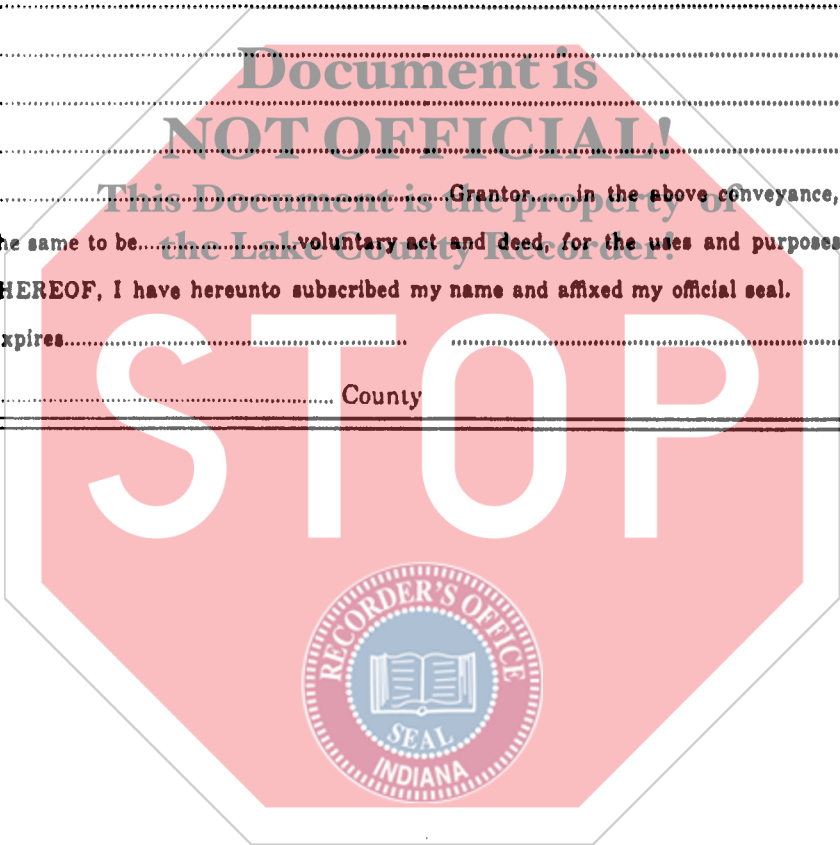 Document is
NOT OFFICIAL!
This Document is the property of
the Lake County Recorder!
Grantor in the above conveyance,
he same to be voluntary act and deed, for the uses and purposes
HEREOF, I have hereunto subscribed my name and affixed my official seal.
xpires
County
STOP
RECORDER'S OFFICE
SEAL
INDIANA